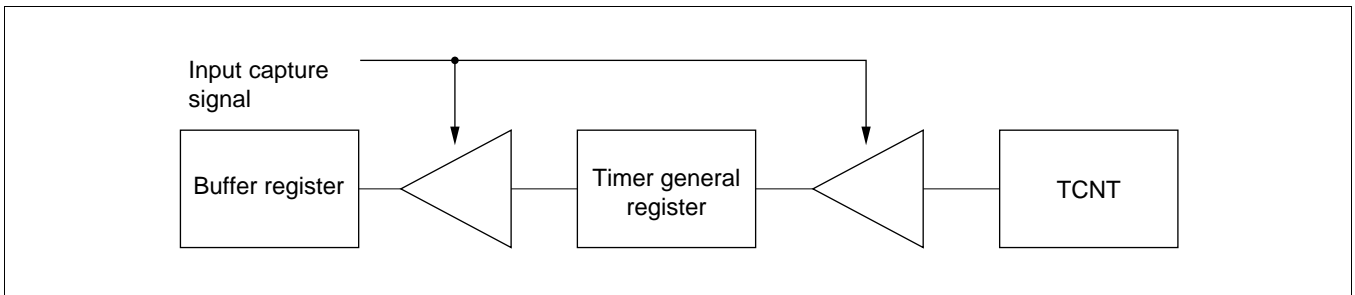 Input capture
signal
Buffer register
Timer general
register
TCNT